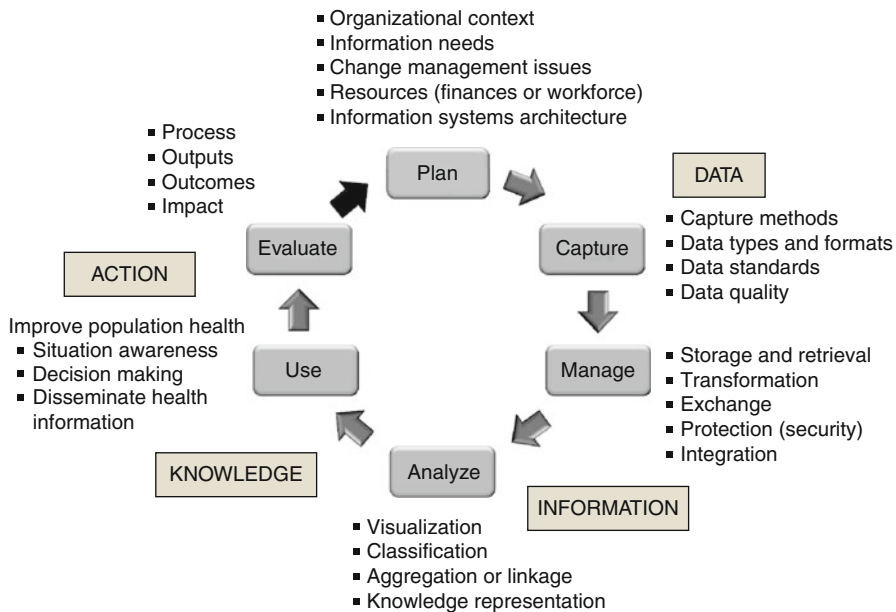 ▪ Organizational context
▪ Information needs
▪ Change management issues
▪ Resources (finances or workforce)
▪ Information systems architecture
Plan
DATA
▪ Capture methods
▪ Data types and formats
▪ Data standards
▪ Data quality
Capture
▪ Storage and retrieval
▪ Transformation
▪ Exchange
▪ Protection (security)
▪ Integration
Manage
INFORMATION
Analyze
▪ Visualization
▪ Classification
▪ Aggregation or linkage
▪ Knowledge representation
KNOWLEDGE
Use
Improve population health
▪ Situation awareness
▪ Decision making
▪ Disseminate health
information
ACTION
Evaluate
▪ Process
▪ Outputs
▪ Outcomes
▪ Impact